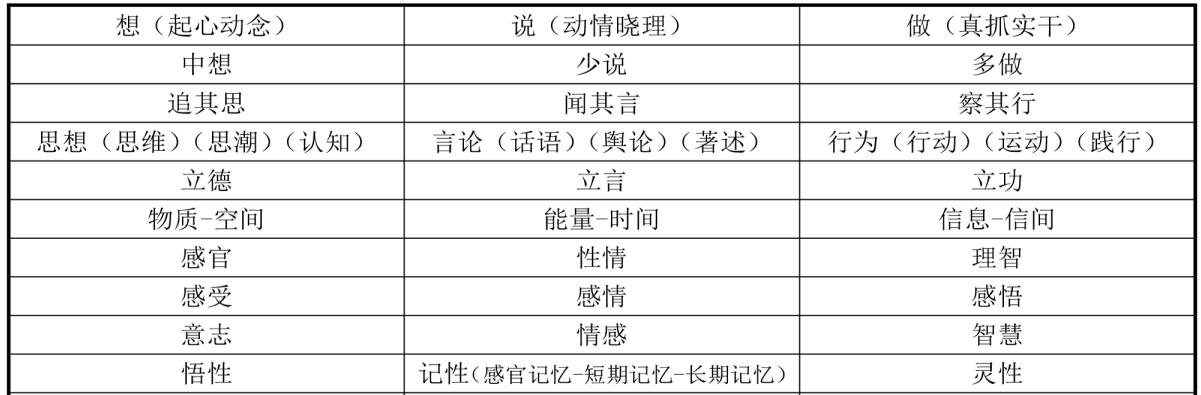 想（起心动念） 说（动情晓理） 做（真抓实干）
中想 少说 多做
追其思 闻其言 察其行
思想（思维）（思潮）（认知） 言论（话语）（舆论）（著述） 行为（行动）（运动）（践行）
立德 立言 立功
物质-空间 能量-时间 信息-信间
感官 性情 理智
感受 感情 感悟
意志 情感 智慧
悟性 记性（感官记忆-短期记忆-长期记忆） 灵性